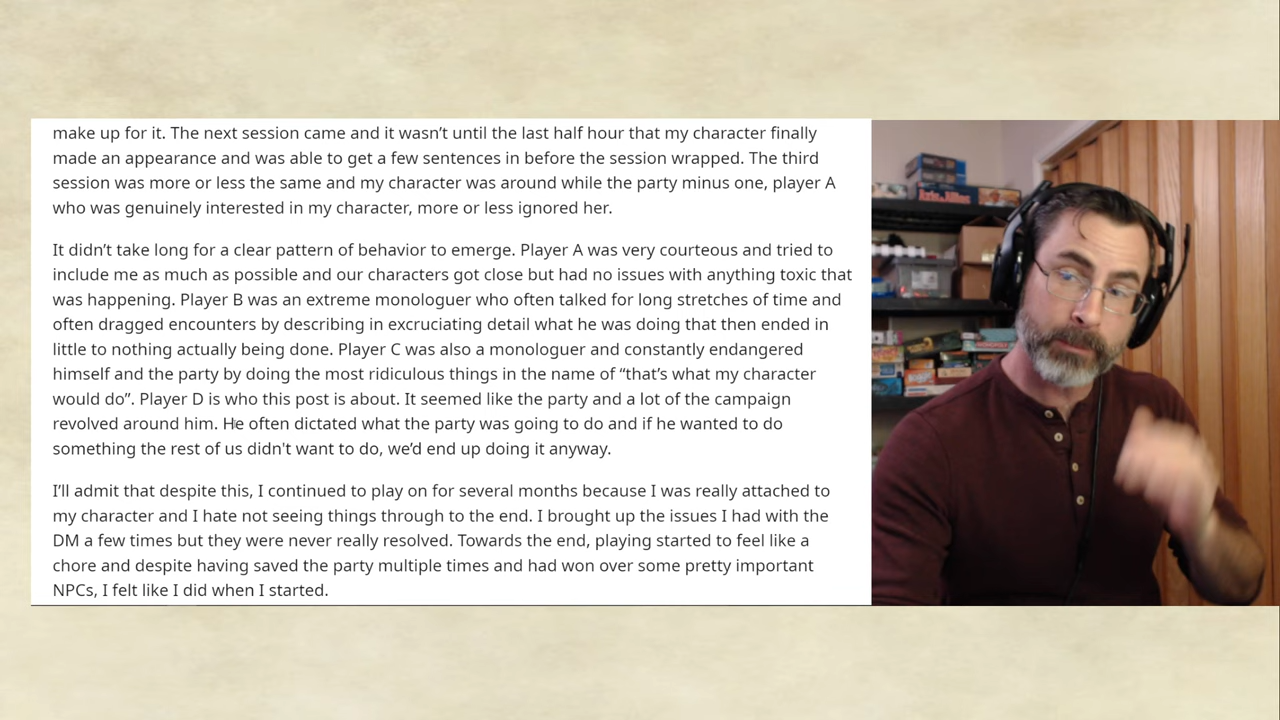 make up for it. The next session came and it wasn’t until the last half hour that my character finally
made an appearance and was able to get a few sentences in before the session wrapped. The third
session was more or less the same and my character was around while the party minus one, player A
who was genuinely interested in my character, more or less ignored her.
It didn’t take long for a clear pattern of behavior to emerge. Player A was very courteous and tried to
include me as much as possible and our characters got close but had no issues with anything toxic that
was happening. Player B was an extreme monologuer who often talked for long stretches of time and
often dragged encounters by describing in excruciating detail what he was doing that then ended in
little to nothing actually being done. Player C was also a monologuer and constantly endangered
himself and the party by doing the most ridiculous things in the name of “that’s what my character
would do”. Player D is who this post is about. It seemed like the party and a lot of the campaign
revolved around him. He often dictated what the party was going to do and if he wanted to do
something the rest of us didn't want to do, we’d end up doing it anyway.
I’ll admit that despite this, I continued to play on for several months because I was really attached to
my character and I hate not seeing things through to the end. I brought up the issues I had with the
DM a few times but they were never really resolved. Towards the end, playing started to feel like a
chore and despite having saved the party multiple times and had won over some pretty important
NPCs, I felt like I did when I started.